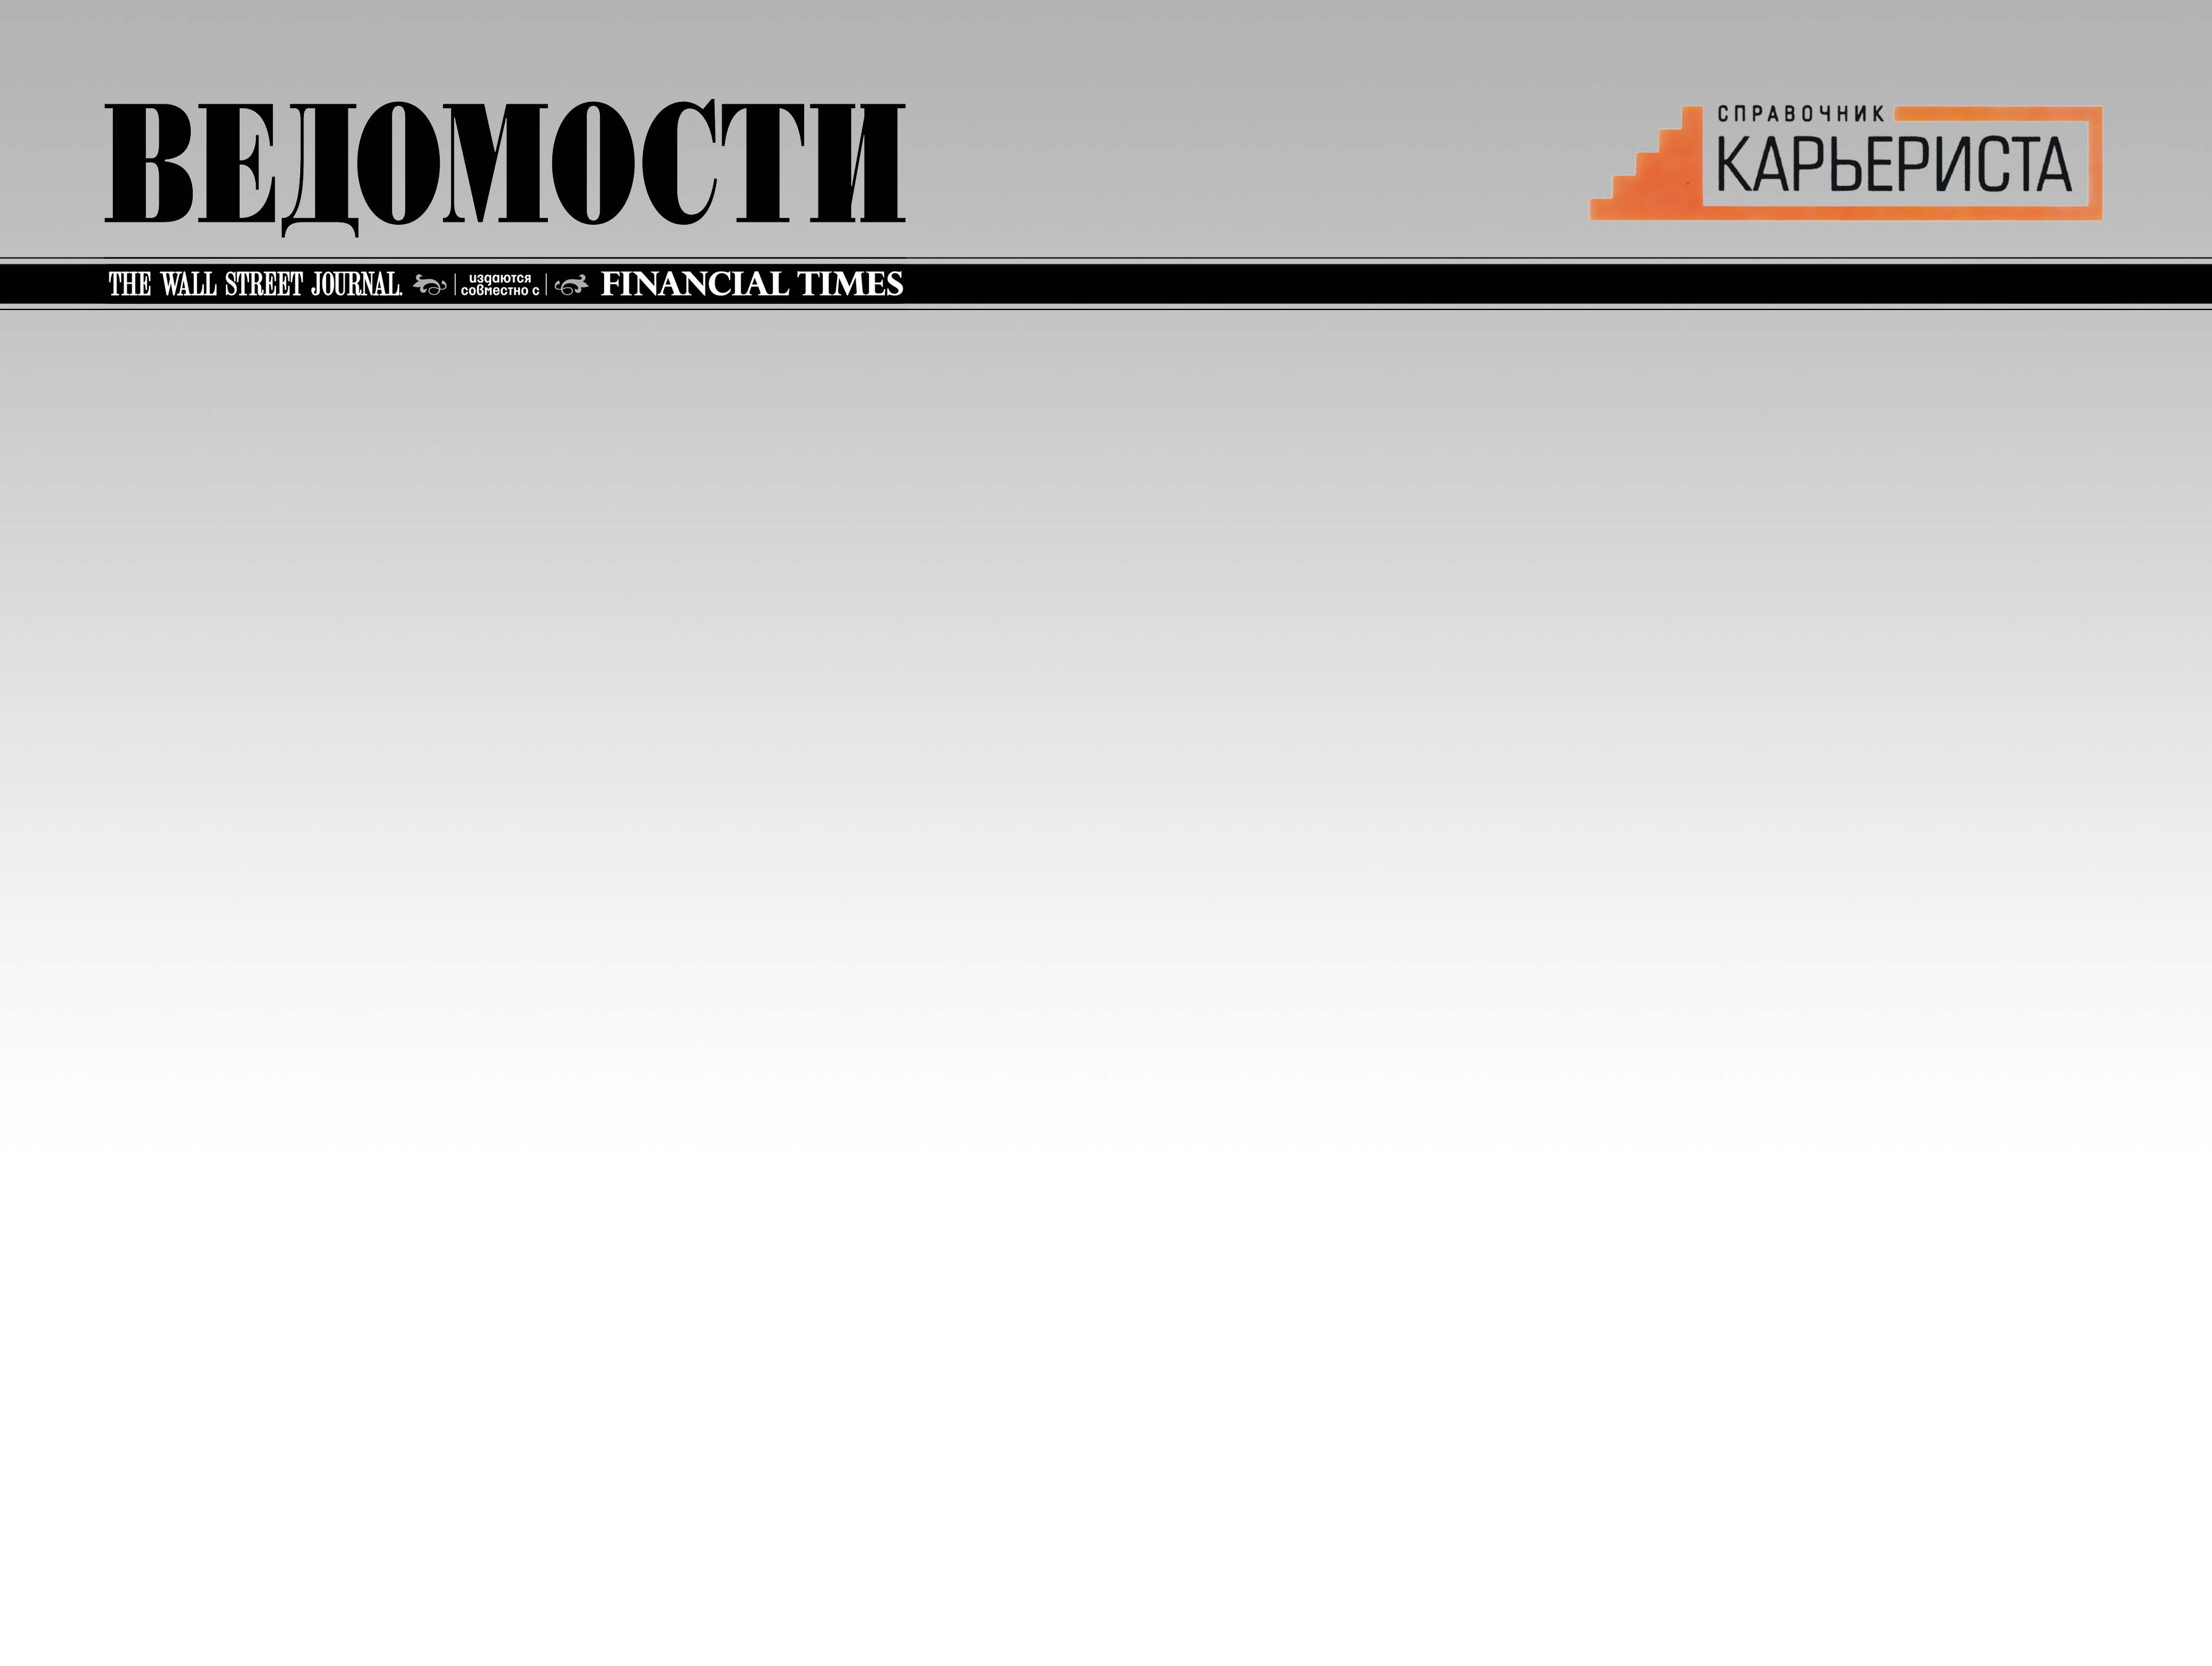 ВЕДОМОСТИ
СПРАВОЧНИК
КАРЬЕРИСТА
THE WALL STREET JOURNAL.
издаются
совместно с
FINANCIAL TIMES